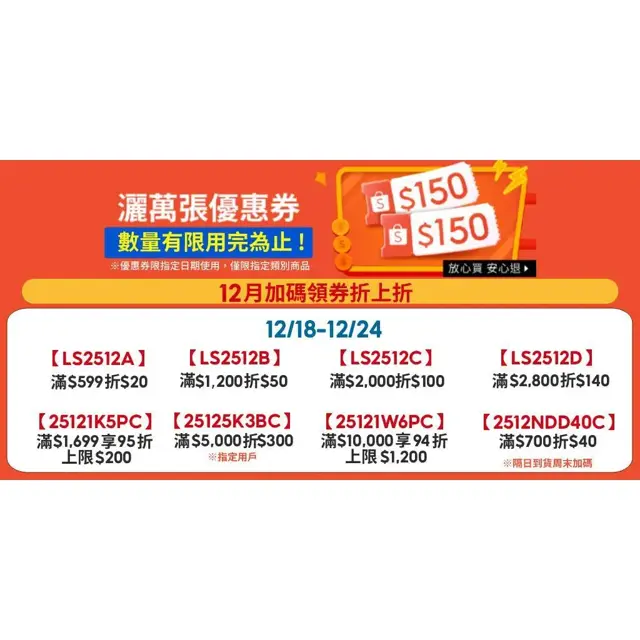 灑萬張優惠券
數量有限用完為止！
※優惠券限指定日期使用，僅限指定類別商品
$150
$150
放心買 安心退
12月加碼領券折上折
12/18-12/24
【LS2512A】
滿$599折$20
【LS2512B】
滿$1,200折$50
【LS2512C】
滿$2,000折$100
【LS2512D】
滿$2,800折$140
【25121K5PC】
滿$1,699享95折
上限$200
【25125K3BC】
滿$5,000折$300
※指定用戶
【25121W6PC】
滿$10,000享94折
上限$1,200
【2512NDD40C】
滿$700折$40
※隔日到貨周末加碼